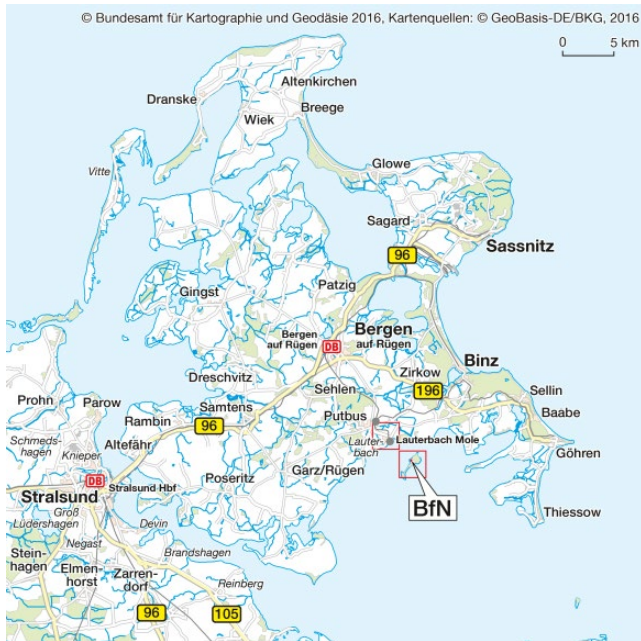 © Bundesamt für Kartographie und Geodäsie 2016, Kartenquellen: © GeoBasis-DE/BKG, 2016
0
5 km
Altenkirchen
Dranske
Breege
Wiek
Vitte
Glowe
Sagard
Sassnitz
96
Patzig
Gingst
Bergen
auf Rügen
DB
Bergen
auf Rügen
Binz
Dreschvitz
Zirkow
Sehlen
196
Sellin
Prohn
Parow
Samtens
Baabe
Rambin
96
Putbus
Schmeds-
hagen
Knieper
Altefähr
Lauter-
bach
Lauterbach Mole
Göhren
Garz/Rügen
DB
Stralsund
Stralsund Hbf
Poseritz
BfN
Thiessow
Groß
Lüdershagen
Devin
Negast
Brandshagen
Stein-
hagen
Elmen-
horst
Zarren-
dorf
Reinberg
96
105